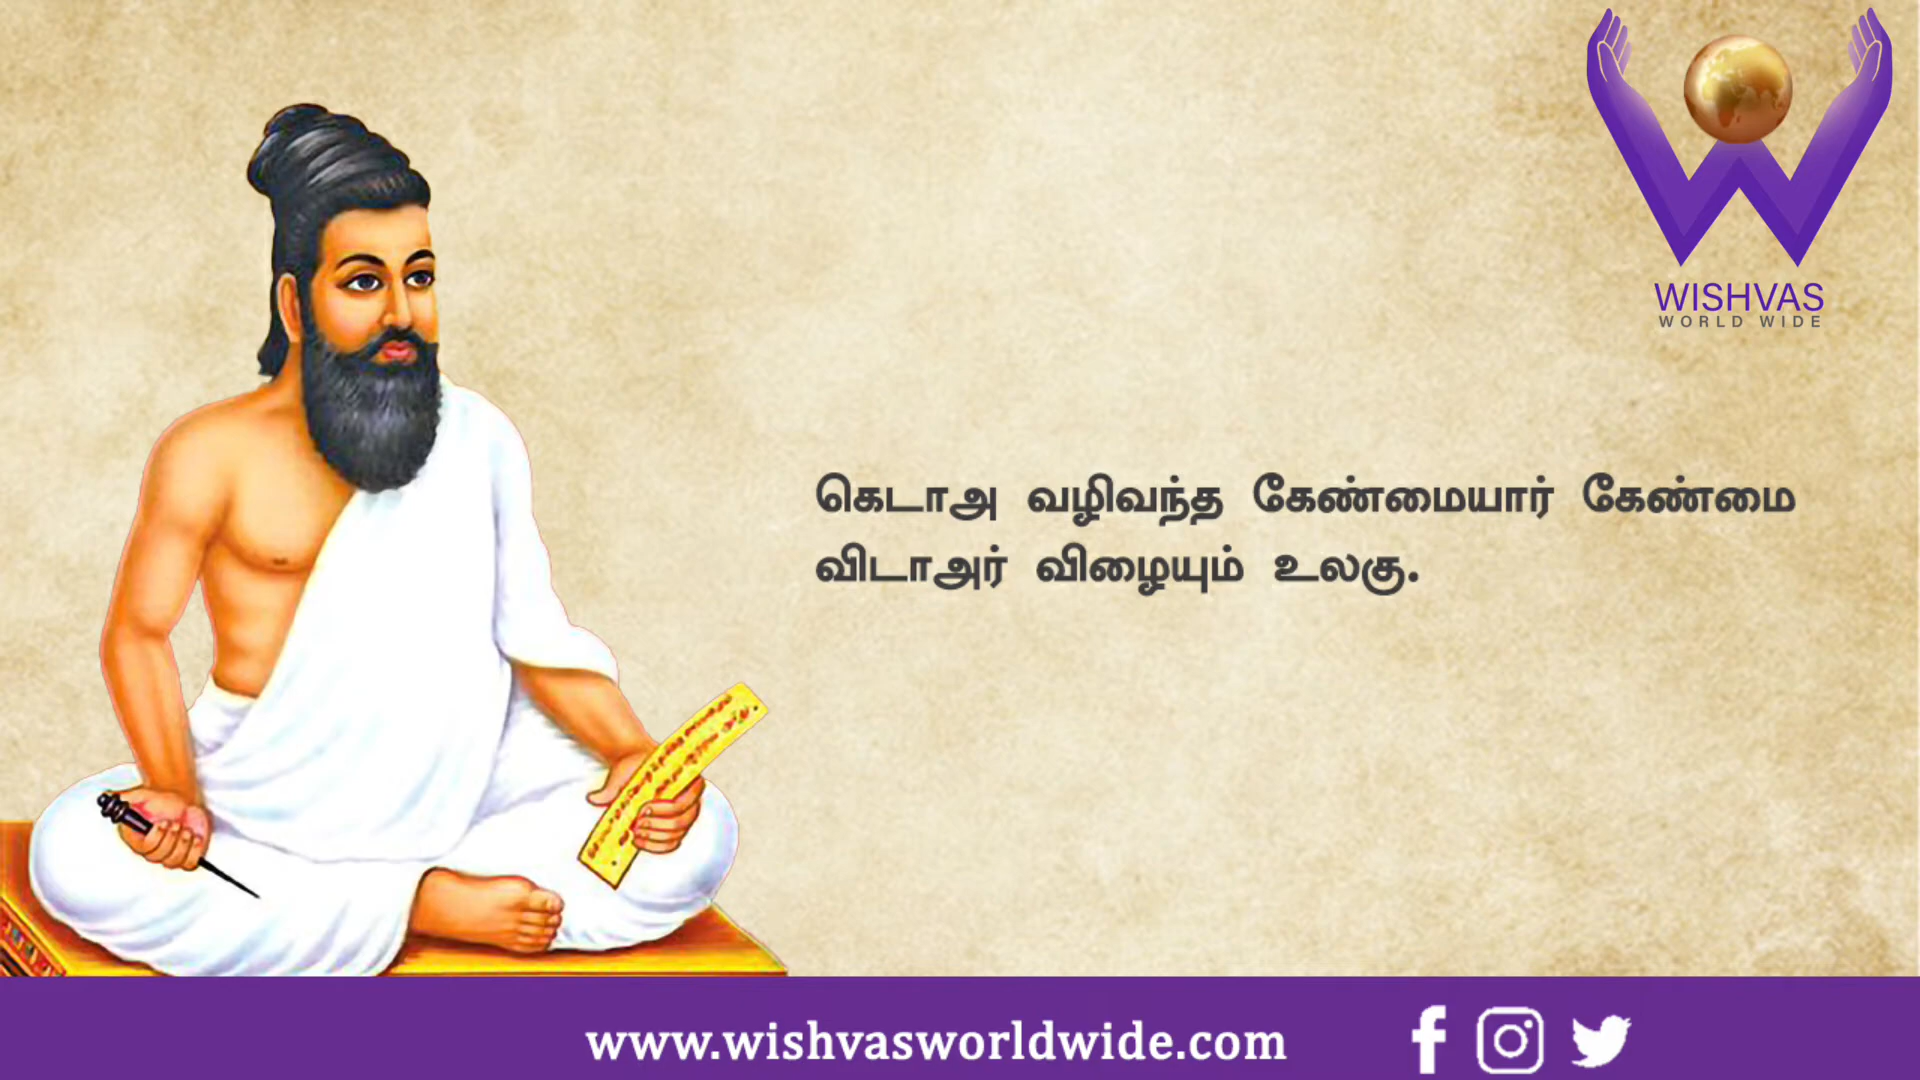 WISHVAS
WORLD WIDE
கெடாஅ வழிவந்த கேண்மையார் கேண்மை
விடாஅர் விழையும் உலகு.
www.wishvasworldwide.com